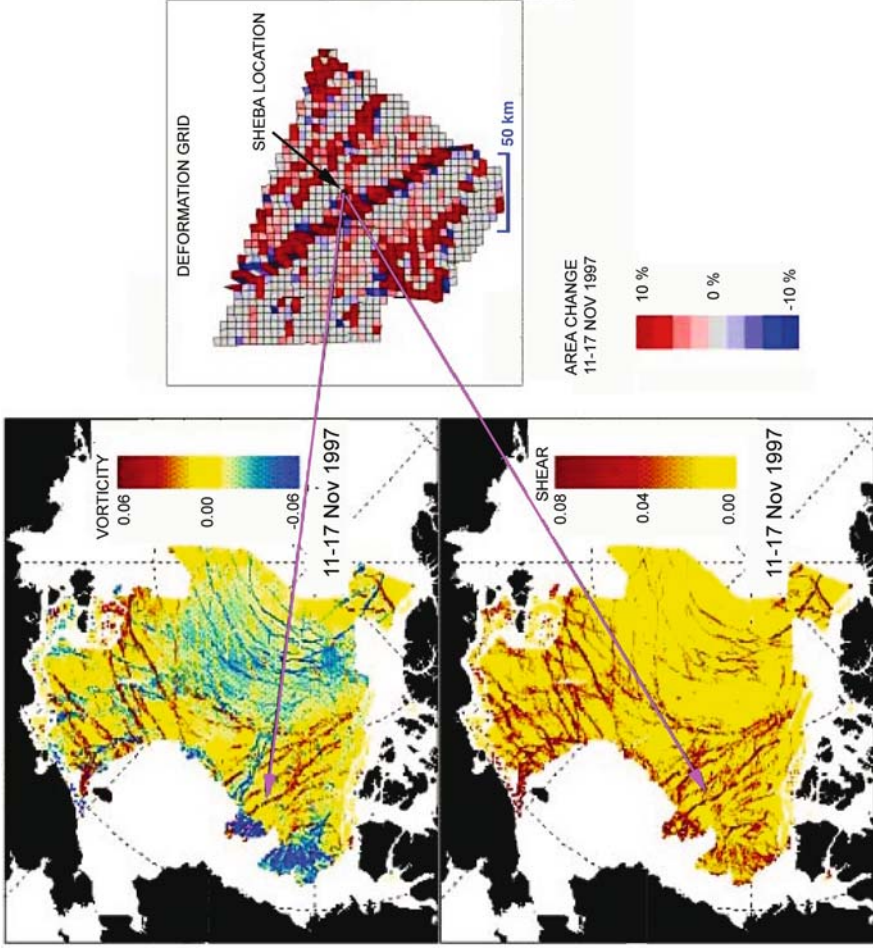 DEFORMATION GRID
SHEBA LOCATION
50 km
AREA CHANGE
11-17 NOV 1997
10 %
0 %
-10 %
VORTICITY
0.06
0.00
-0.06
11-17 Nov 1997
SHEAR
0.08
0.04
0.00
11-17 Nov 1997